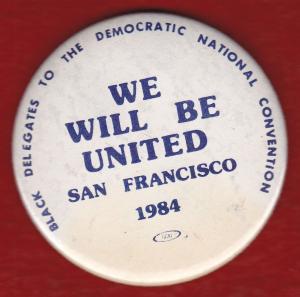 BLACK DELEGATES TO THE DEMOCRATIC NATIONAL CONVENTION
WE
WILL BE
UNITED
SAN FRANCISCO
1984